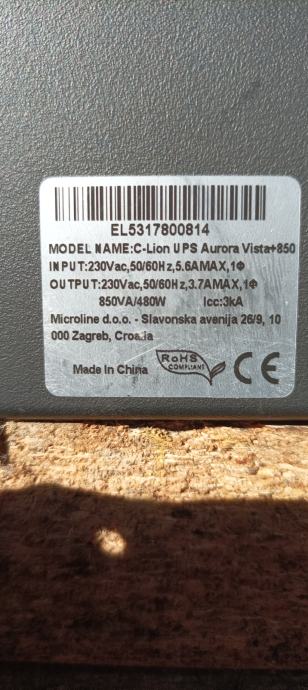 EL5317800814
MODEL NAME:C-Lion UPS Aurora Vista+850
INPUT:230Vac,50/60Hz,5.6AMAX,1Φ
OUTPUT:230Vac,50/60Hz,3.7AMAX,1Φ
850VA/480W Icc:3kA
Microline d.o.o. - Slavonska avenija 26/9, 10
000 Zagreb, Croatia
Made In China RoHS COMPLIANT CE